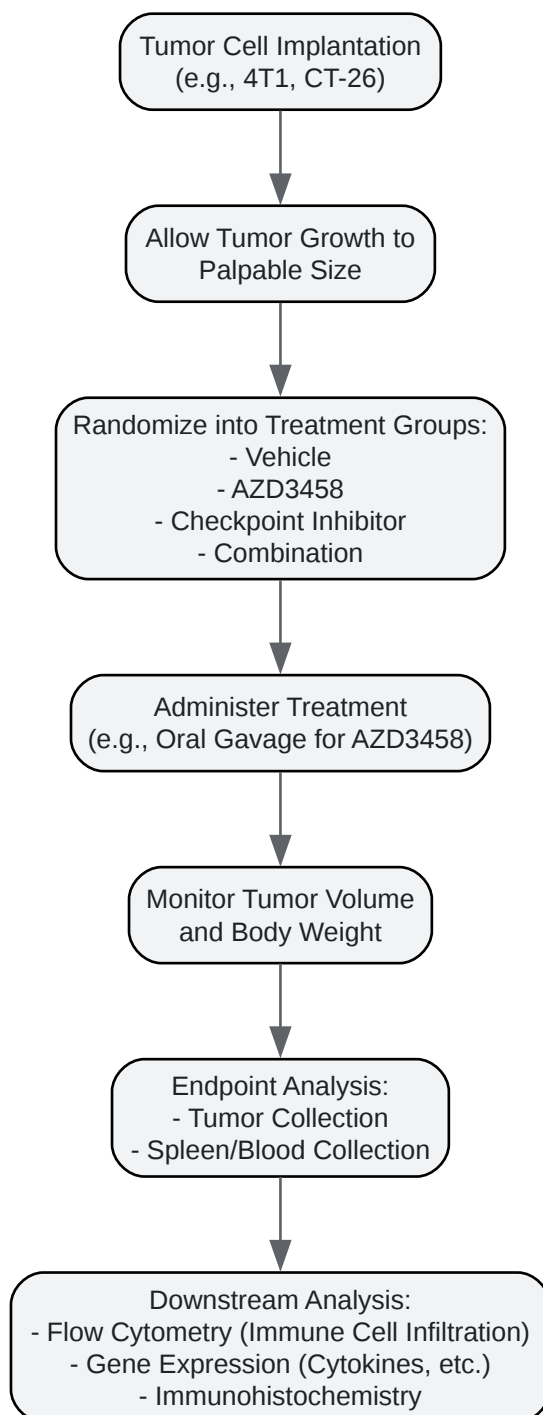 Tumor Cell Implantation
(e.g., 4T1, CT-26)
Allow Tumor Growth to
Palpable Size
Randomize into Treatment Groups:
- Vehicle
- AZD3458
- Checkpoint Inhibitor
- Combination
Administer Treatment
(e.g., Oral Gavage for AZD3458)
Monitor Tumor Volume
and Body Weight
Endpoint Analysis:
- Tumor Collection
- Spleen/Blood Collection
Downstream Analysis:
- Flow Cytometry (Immune Cell Infiltration)
- Gene Expression (Cytokines, etc.)
- Immunohistochemistry